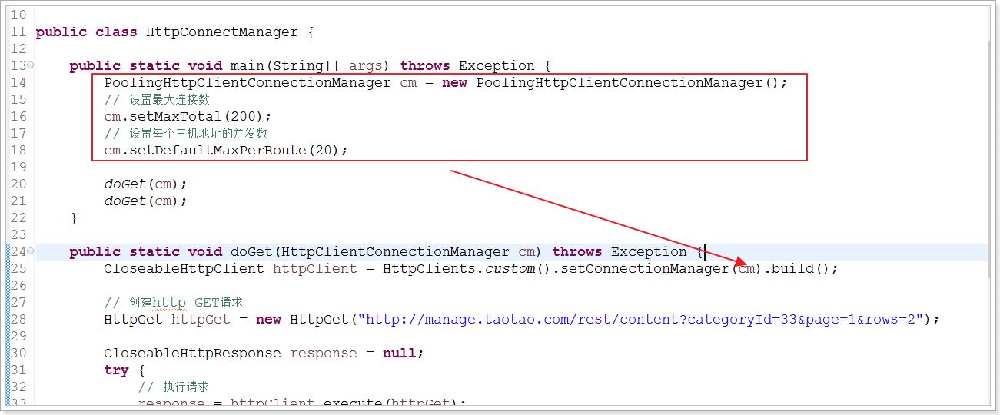 10
11 public class HttpConnectManager {
12
13 public static void main(String[] args) throws Exception {
14 PoolingHttpClientConnectionManager cm = new PoolingHttpClientConnectionManager();
15 // 设置最大连接数
16 cm.setMaxTotal(200);
17 // 设置每个主机地址的并发数
18 cm.setDefaultMaxPerRoute(20);
19
20 doGet(cm);
21 doGet(cm);
22 }
23
24 public static void doGet(HttpClientConnectionManager cm) throws Exception {
25 CloseableHttpClient httpClient = HttpClients.custom().setConnectionManager(cm).build();
26
27 // 创建http GET请求
28 HttpGet httpGet = new HttpGet("http://manage.taotao.com/rest/content?categoryId=33&page=1&rows=2");
29
30 CloseableHttpResponse response = null;
31 try {
32 // 执行请求
33 response = httpClient.execute(httpGet);